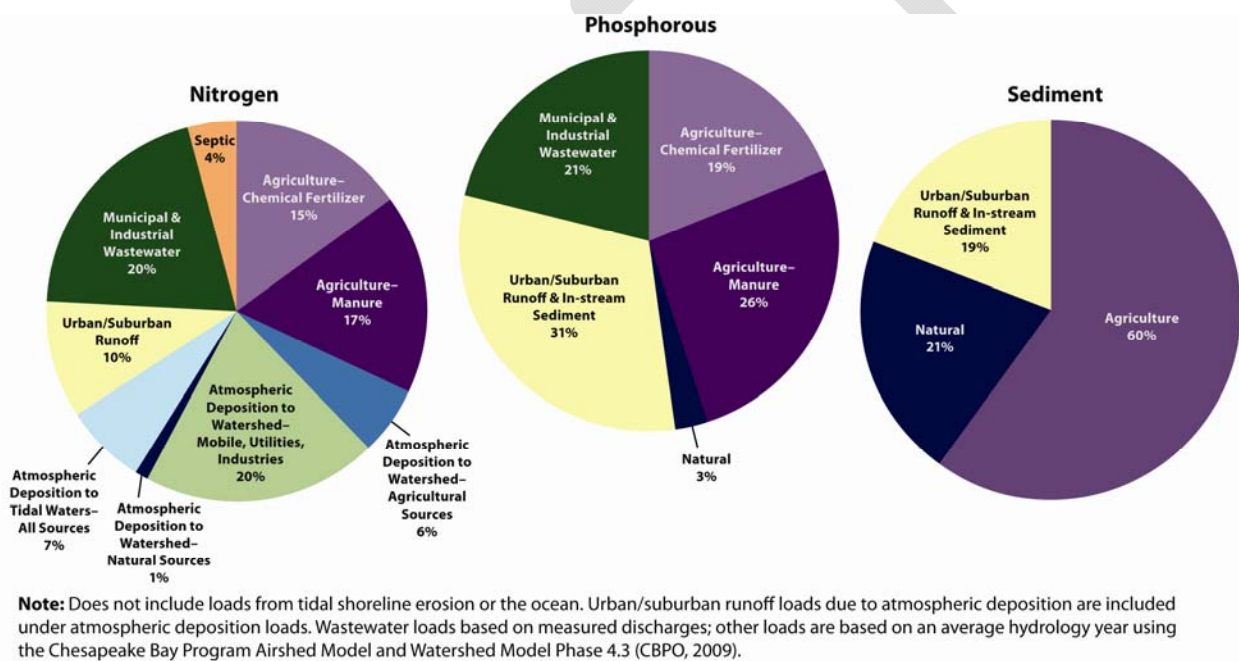 Phosphorous
Nitrogen
Sediment
Septic
4%
Agriculture–
Chemical Fertilizer
15%
Agriculture–
Manure
17%
Atmospheric
Deposition to
Watershed–
Agricultural
Sources
6%
Atmospheric
Deposition to
Watershed–
Mobile, Utilities,
Industries
20%
Atmospheric
Deposition to
Watershed–
Natural Sources
1%
Atmospheric
Deposition to
Tidal Waters–
All Sources
7%
Urban/Suburban
Runoff
10%
Municipal &
Industrial
Wastewater
20%
Municipal &
Industrial
Wastewater
21%
Agriculture–
Chemical Fertilizer
19%
Agriculture–
Manure
26%
Natural
3%
Urban/Suburban
Runoff & In-stream
Sediment
31%
Urban/Suburban
Runoff & In-stream
Sediment
19%
Agriculture
60%
Natural
21%
Note: Does not include loads from tidal shoreline erosion or the ocean. Urban/suburban runoff loads due to atmospheric deposition are included
under atmospheric deposition loads. Wastewater loads based on measured discharges; other loads are based on an average hydrology year using
the Chesapeake Bay Program Airshed Model and Watershed Model Phase 4.3 (CBPO, 2009).